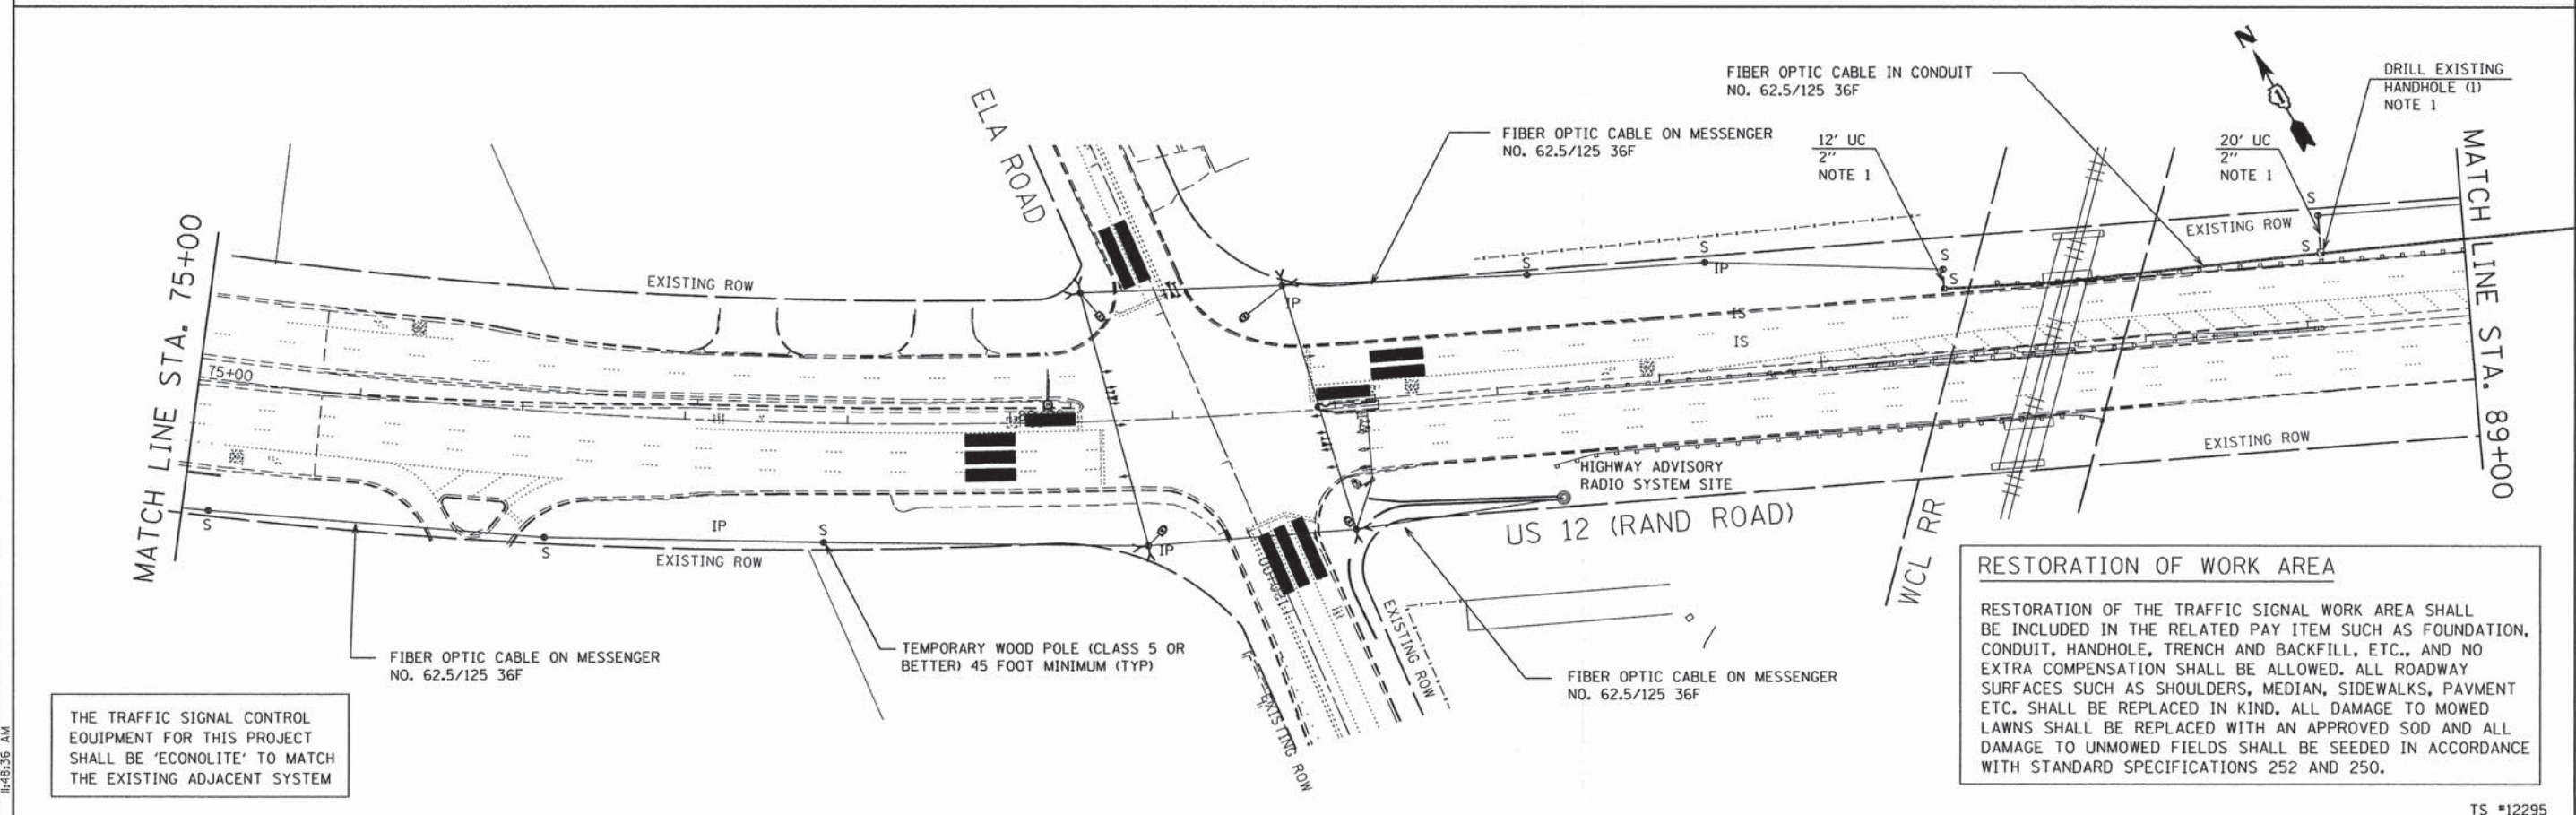 N
FIBER OPTIC CABLE IN CONDUIT
NO. 62.5/125 36F
DRILL EXISTING
HANDHOLE (1)
NOTE 1
ELA ROAD
FIBER OPTIC CABLE ON MESSENGER
NO. 62.5/125 36F
12' UC
2"
NOTE 1
20' UC
2"
NOTE 1
MATCH LINE STA. 75+00
MATCH LINE STA. 89+00
S
EXISTING ROW
S
EXISTING ROW
S
S
IP
S
S
IP
IS
IS
75+00
HIGHWAY ADVISORY
RADIO SYSTEM SITE
EXISTING ROW
US 12 (RAND ROAD)
WCL RR
S
IP
S
S
IP
EXISTING ROW
EXISTING ROW
EXISTING ROW
FIBER OPTIC CABLE ON MESSENGER
NO. 62.5/125 36F
TEMPORARY WOOD POLE (CLASS 5 OR
BETTER) 45 FOOT MINIMUM (TYP)
FIBER OPTIC CABLE ON MESSENGER
NO. 62.5/125 36F
THE TRAFFIC SIGNAL CONTROL
EQUIPMENT FOR THIS PROJECT
SHALL BE 'ECONOLITE' TO MATCH
THE EXISTING ADJACENT SYSTEM
RESTORATION OF WORK AREA
RESTORATION OF THE TRAFFIC SIGNAL WORK AREA SHALL
BE INCLUDED IN THE RELATED PAY ITEM SUCH AS FOUNDATION,
CONDUIT, HANDHOLE, TRENCH AND BACKFILL, ETC., AND NO
EXTRA COMPENSATION SHALL BE ALLOWED. ALL ROADWAY
SURFACES SUCH AS SHOULDERS, MEDIAN, SIDEWALKS, PAVMENT
ETC. SHALL BE REPLACED IN KIND. ALL DAMAGE TO MOWED
LAWNS SHALL BE REPLACED WITH AN APPROVED SOD AND ALL
DAMAGE TO UNMOWED FIELDS SHALL BE SEEDED IN ACCORDANCE
WITH STANDARD SPECIFICATIONS 252 AND 250.
11:48:36 AM
TS #12295